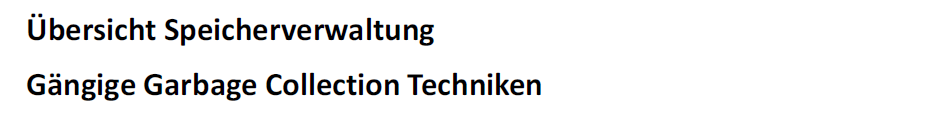 Übersicht Speicherverwaltung
Gängige Garbage Collection Techniken